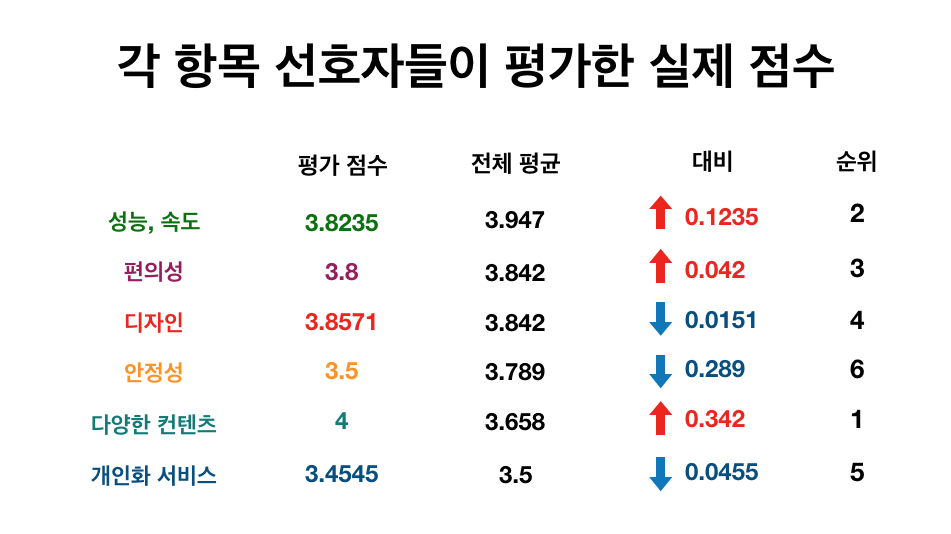 각 항목 선호자들이 평가한 실제 점수
평가 점수 전체 평균 대비 순위
성능, 속도 3.8235 3.947 0.1235 2
편의성 3.8 3.842 0.042 3
디자인 3.8571 3.842 0.0151 4
안정성 3.5 3.789 0.289 6
다양한 컨텐츠 4 3.658 0.342 1
개인화 서비스 3.4545 3.5 0.0455 5